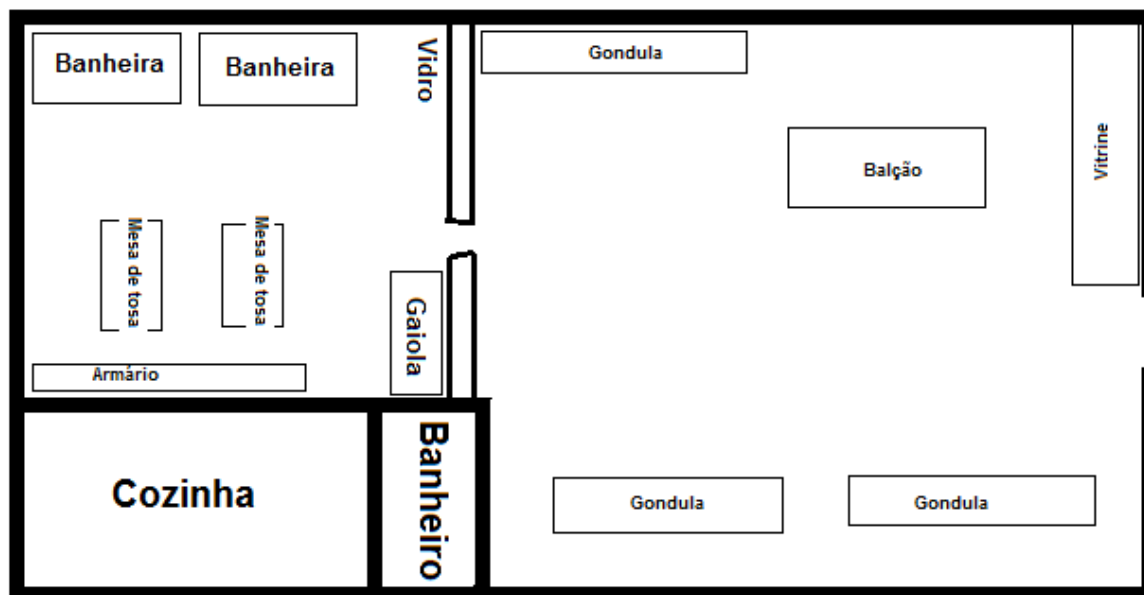 Banheira
Banheira
Vidro
Gondula
Balção
Vitrine
Mesa de tosa
Mesa de tosa
Gaiola
Armário
Cozinha
Banheiro
Gondula
Gondula